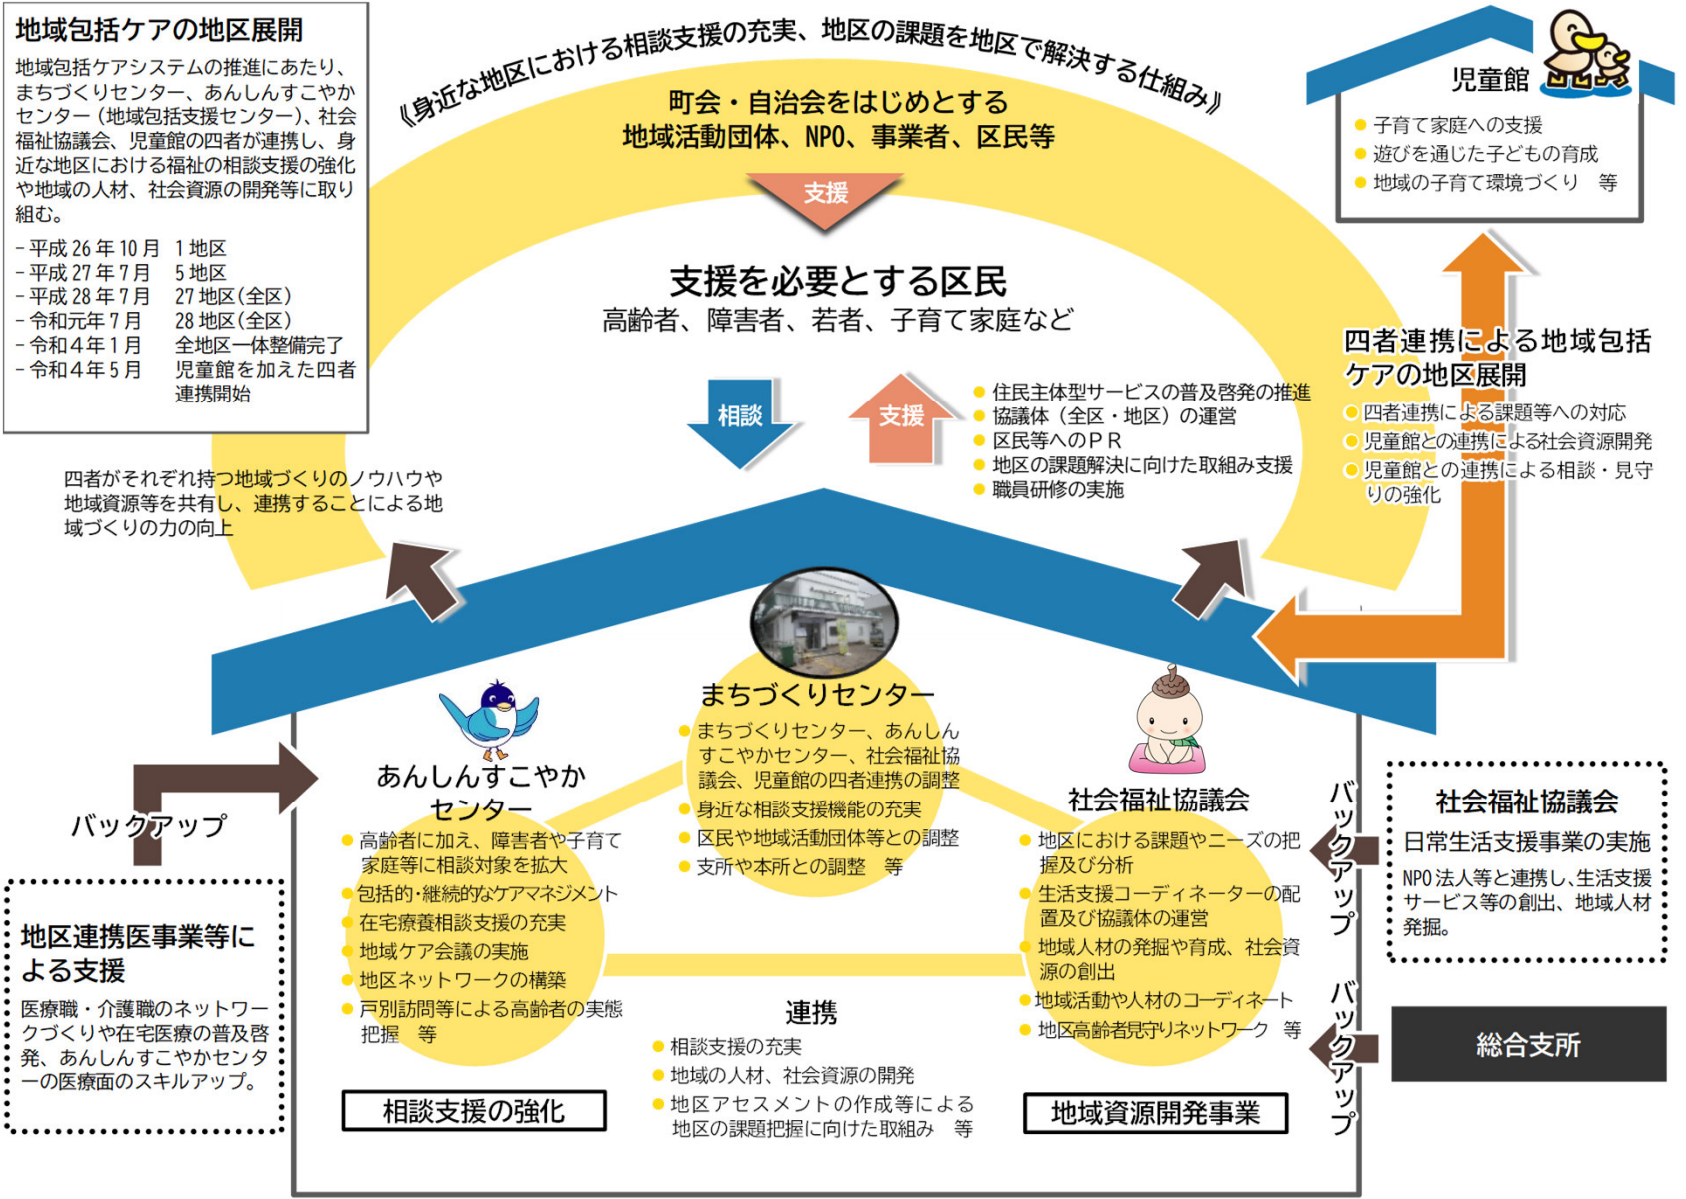 地域包括ケアの地区展開
地域包括ケアシステムの推進にあたり、
まちづくりセンター、あんしんすこやか
センター（地域包括支援センター）、社会
福祉協議会、児童館の四者が連携し、身
近な地区における福祉の相談支援の強化
や地域の人材、社会資源の開発等に取り
組む。
－平成26年10月 1地区
－平成27年7月 5地区
－平成28年7月 27地区（全区）
－令和元年7月 28地区（全区）
－令和4年1月 全地区一体整備完了
－令和4年5月 児童館を加えた四者
連携開始
《身近な地区における相談支援の充実、地区の課題を地区で解決する仕組み》
町会・自治会をはじめとする
地域活動団体、NPO、事業者、区民等
支援
支援を必要とする区民
高齢者、障害者、若者、子育て家庭など
相談
支援
● 住民主体型サービスの普及啓発の推進
● 協議体（全区・地区）の運営
● 区民等へのＰＲ
● 地区の課題解決に向けた取組み支援
● 職員研修の実施
児童館
● 子育て家庭への支援
● 遊びを通じた子どもの育成
● 地域の子育て環境づくり　等
四者連携による地域包括
ケアの地区展開
● 四者連携による課題等への対応
● 児童館との連携による社会資源開発
● 児童館との連携による相談・見守
りの強化
四者がそれぞれ持つ地域づくりのノウハウや
地域資源等を共有し、連携することによる地
域づくりの力の向上
まちづくりセンター
● まちづくりセンター、あんしん
すこやかセンター、社会福祉協
議会、児童館の四者連携の調整
● 身近な相談支援機能の充実
● 区民や地域活動団体等との調整
● 支所や本所との調整　等
あんしんすこやか
センター
● 高齢者に加え、障害者や子育て
家庭等に相談対象を拡大
● 包括的・継続的なケアマネジメント
● 在宅療養相談支援の充実
● 地域ケア会議の実施
● 地区ネットワークの構築
● 戸別訪問等による高齢者の実態
把握　等
相談支援の強化
連携
● 相談支援の充実
● 地域の人材、社会資源の開発
● 地区アセスメントの作成等による
地区の課題把握に向けた取組み　等
社会福祉協議会
● 地区における課題やニーズの把
握及び分析
● 生活支援コーディネーターの配
置及び協議体の運営
● 地域人材の発掘や育成、社会資
源の創出
● 地域活動や人材のコーディネート
● 地区高齢者見守りネットワーク　等
地域資源開発事業
バックアップ
地区連携医事業等に
よる支援
医療職・介護職のネットワー
クづくりや在宅医療の普及啓
発、あんしんすこやかセンタ
ーの医療面のスキルアップ。
バックアップ
社会福祉協議会
日常生活支援事業の実施
NPO法人等と連携し、生活支援
サービス等の創出、地域人材
発掘。
バックアップ
総合支所